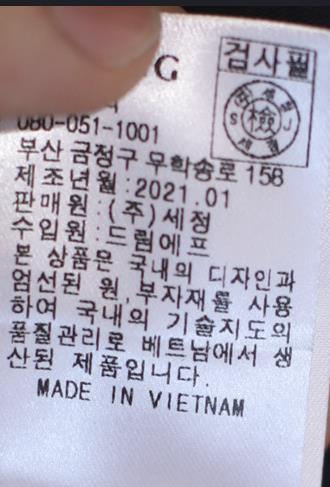 G
검사필
檢
S
J
080-051-1001
부산 금정구 무학송로 158
제 조년월:2021.01
판매원:(주)세정
수입원:드림에프
본 상품은 국내의 디자인과
엄선된 원,부자재를 사용
하여 국내의 기술지도의
품질관리로 베트남에서 생
산된 제품입니다.
MADE IN VIETNAM